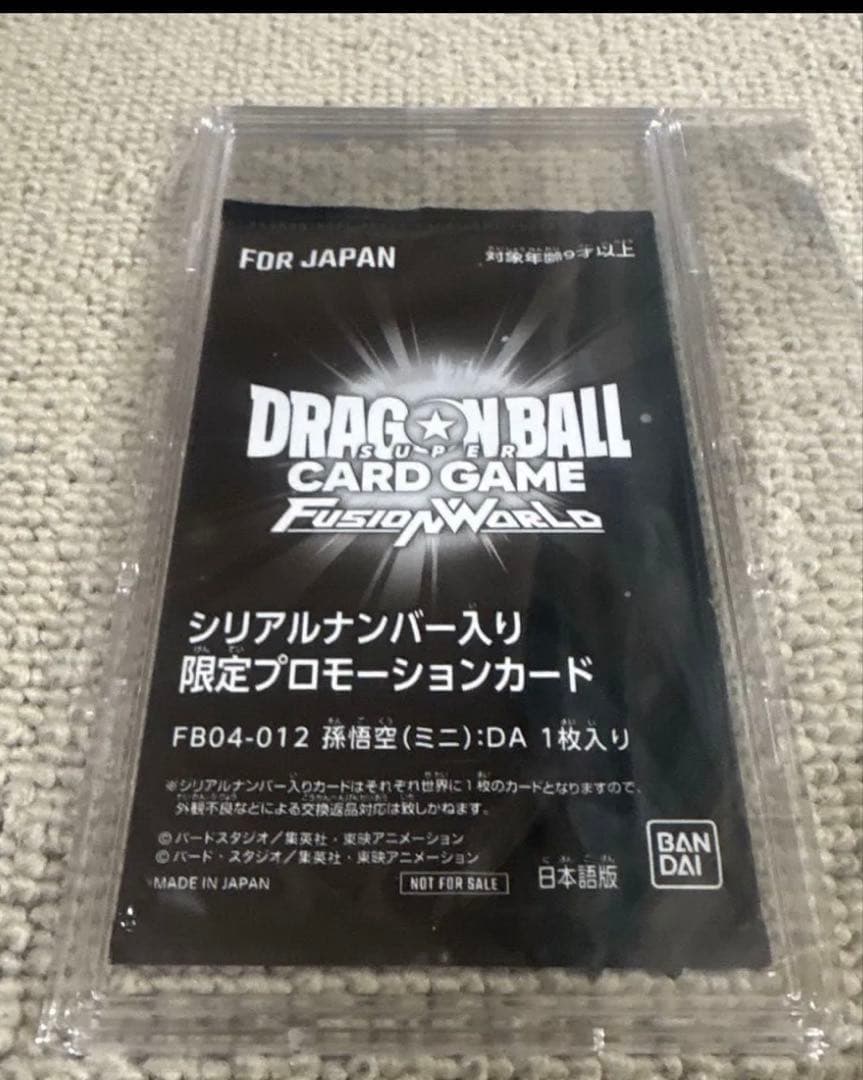 FOR JAPAN
対象年齢9才以上
DRAGON BALL
SUPER
CARD GAME
FUSION WORLD
シリアルナンバー入り
限定プロモーションカード
FB04-012 孫悟空(ミニ):DA 1枚入り
※シリアルナンバー入りカードはそれぞれ世界に1枚のカードとなりますので、
外観不良などによる交換返品対応は致しかねます。
©バードスタジオ/集英社・東映アニメーション
©バード・スタジオ/集英社・東映アニメーション
MADE IN JAPAN
NOT FOR SALE
日本語版
BAN
DAI